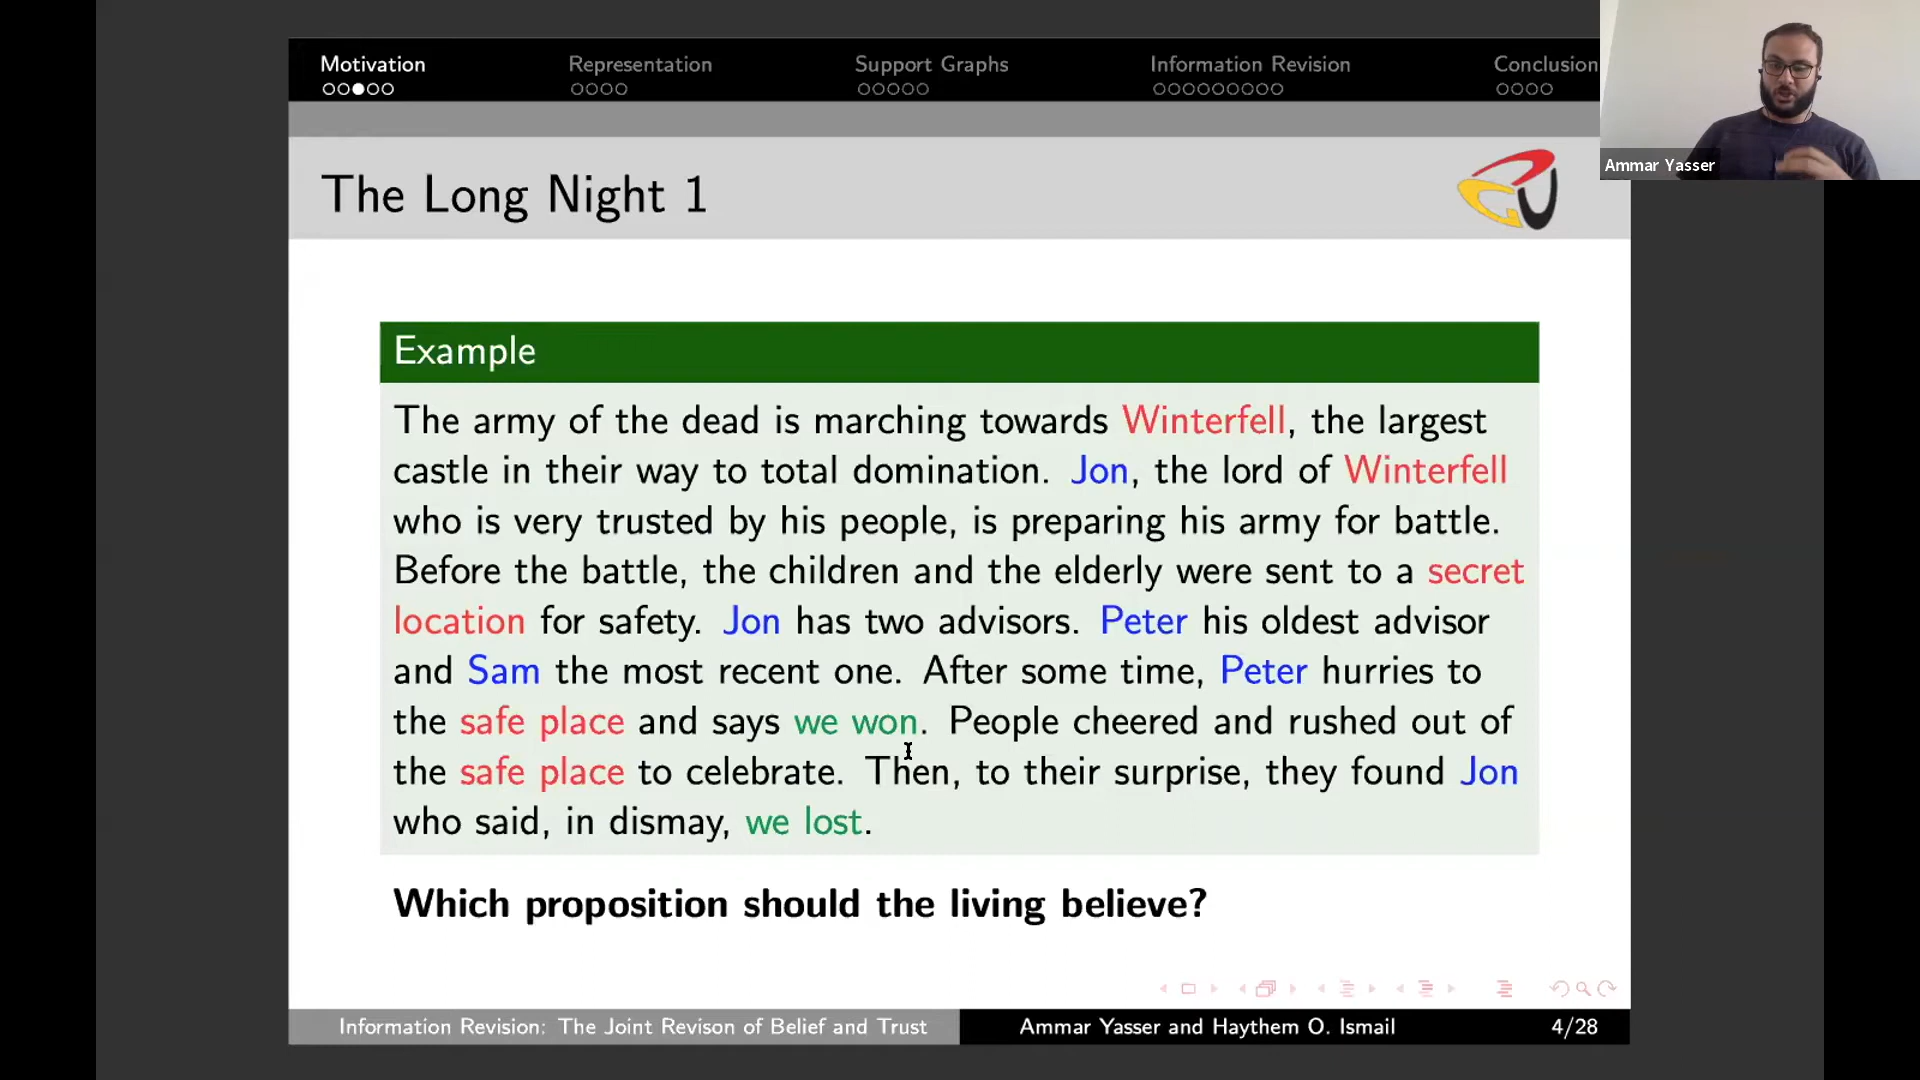 Motivation Representation Support Graphs Information Revision Conclusion
Ammar Yasser
The Long Night 1
Example
The army of the dead is marching towards Winterfell, the largest
castle in their way to total domination. Jon, the lord of Winterfell
who is very trusted by his people, is preparing his army for battle.
Before the battle, the children and the elderly were sent to a secret
location for safety. Jon has two advisors. Peter his oldest advisor
and Sam the most recent one. After some time, Peter hurries to
the safe place and says we won. People cheered and rushed out of
the safe place to celebrate. Then, to their surprise, they found Jon
who said, in dismay, we lost.
Which proposition should the living believe?
Information Revision: The Joint Revison of Belief and Trust Ammar Yasser and Haythem O. Ismail 4/28